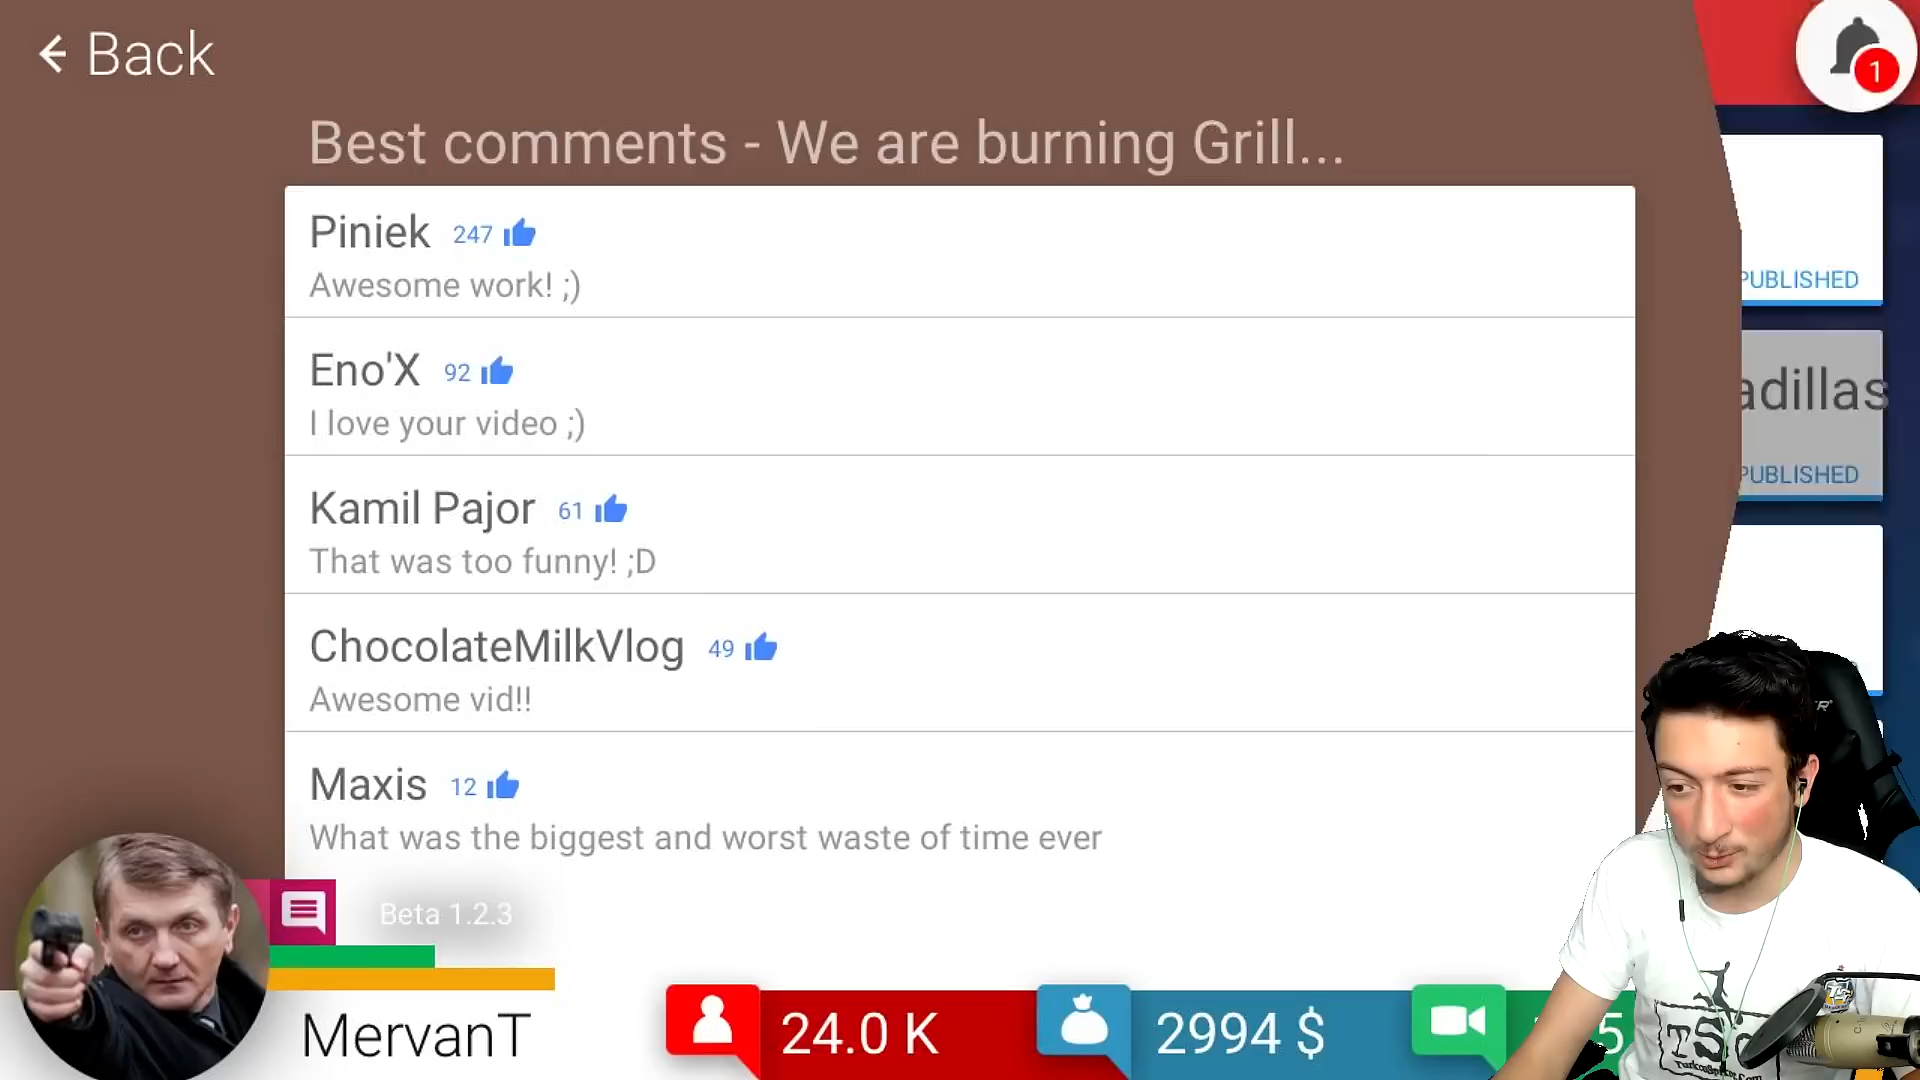 Back
1
Best comments - We are burning Grill...
Piniek 247
Awesome work! ;)
PUBLISHED
Eno'X 92
I love your video ;)
adillas
PUBLISHED
Kamil Pajor 61
That was too funny! ;D
ChocolateMilkVlog 49
Awesome vid!!
Maxis 12
What was the biggest and worst waste of time ever
Beta 1.2.3
MervanT
24.0 K
2994 $
5